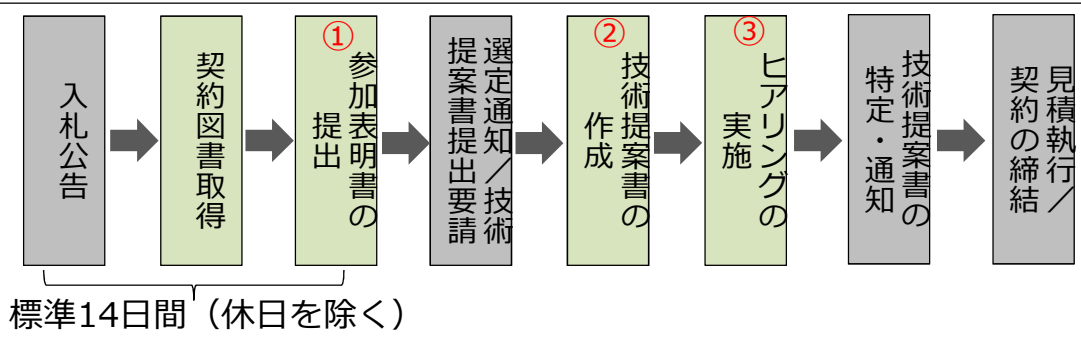 入札公告
契約図書取得
①
参加表明書の
提出
選定通知／技術
提案書提出要請
②
技術提案書の
作成
③
ヒアリングの
実施
技術提案書の
特定・通知
見積執行／
契約の締結
標準14日間（休日を除く）